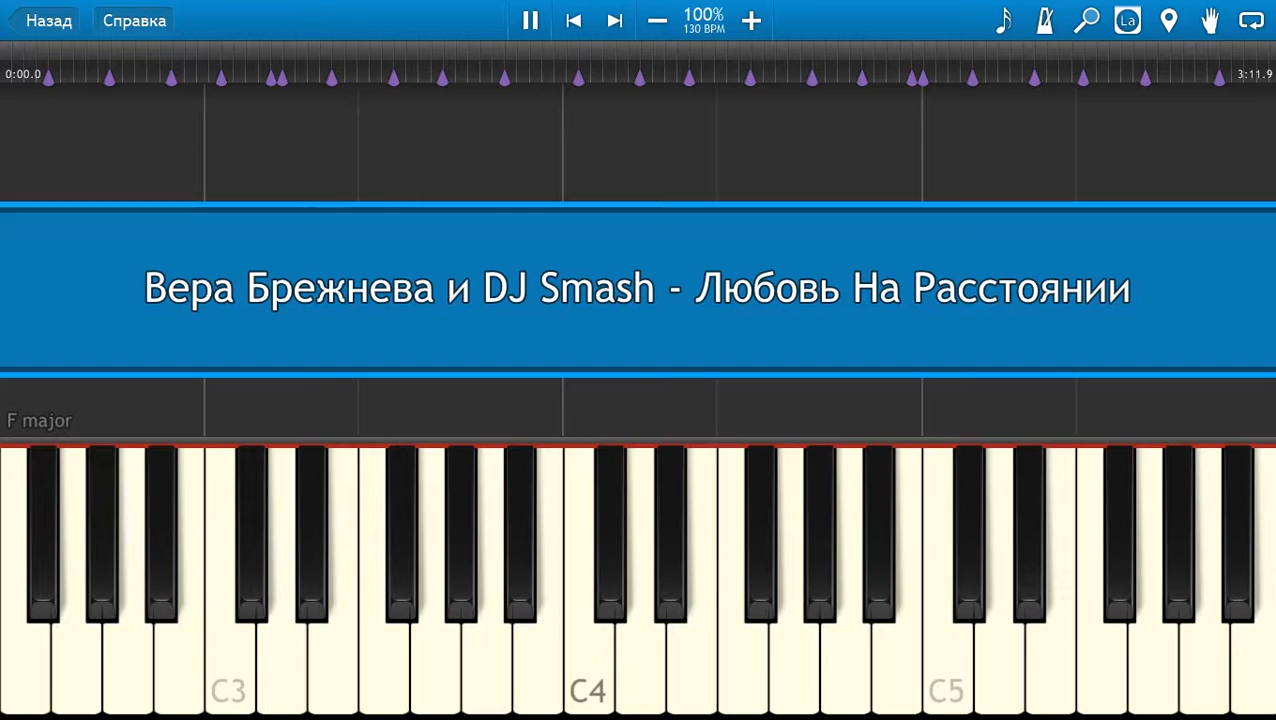 Назад Справка 100% La
130 BPM
0:00.0 3:11.9
Вера Брежнева и DJ Smash - Любовь На Расстоянии
F major
C3 C4 C5